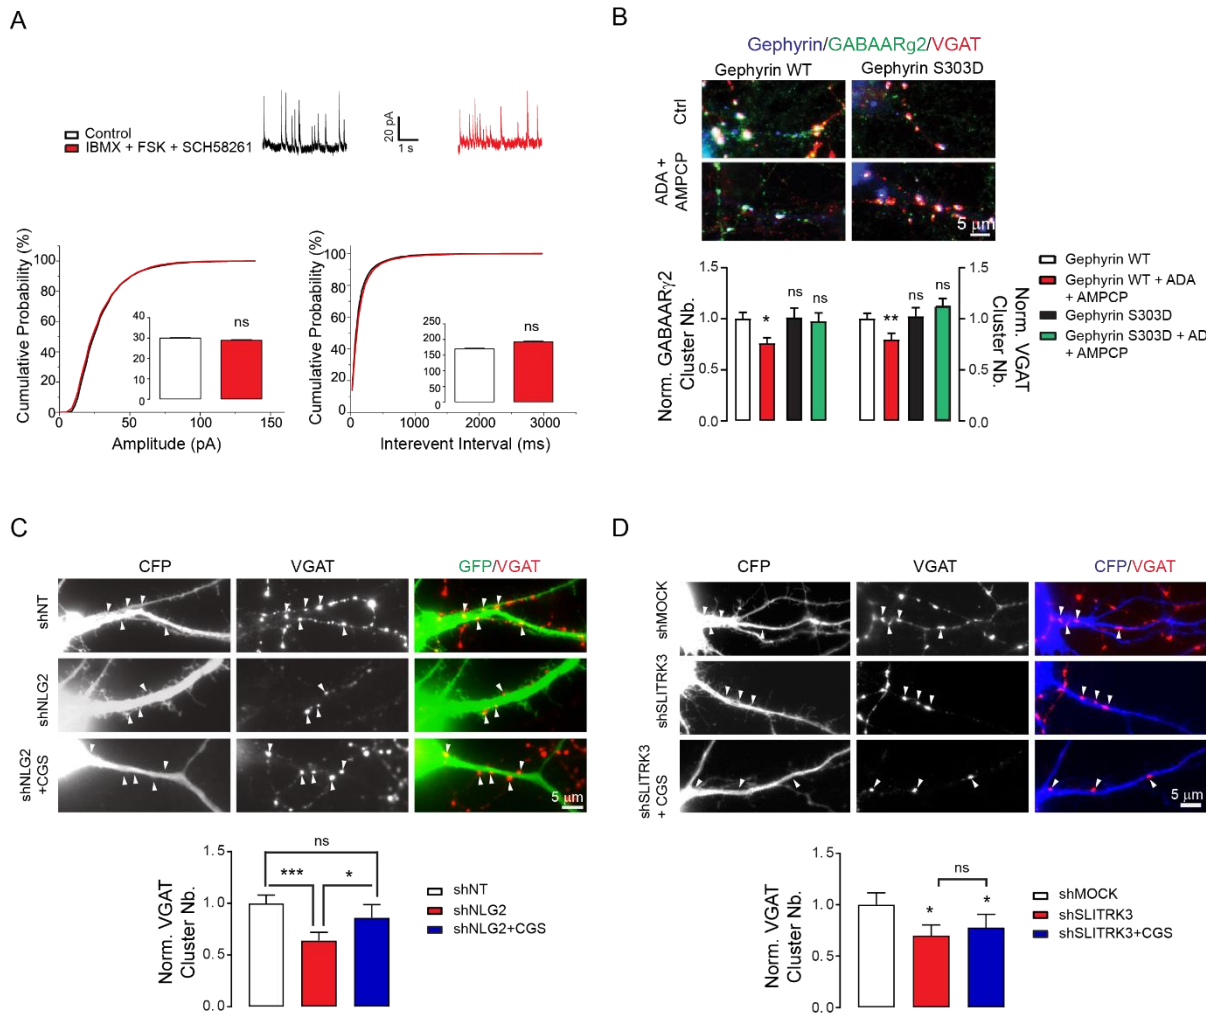 A
Control
IBMX + FSK + SCH58261
20 pA
1 s
Cumulative Probability (%)
100
80
60
40
20
0
0
50
100
150
Amplitude (pA)
40
30
20
10
0
ns
Cumulative Probability (%)
100
80
60
40
20
0
0
1000
2000
3000
Interevent Interval (ms)
250
200
150
100
50
0
ns
B
Gephyrin/GABAARg2/VGAT
Gephyrin WT
Gephyrin S303D
Ctrl
ADA +
AMPCP
5 µm
Norm. GABAARγ2
Cluster Nb.
1.5
1.0
0.5
0.0
*
ns
ns
**
ns
ns
1.5
1.0
0.5
0.0
Norm. VGAT
Cluster Nb.
Gephyrin WT
Gephyrin WT + ADA
+ AMPCP
Gephyrin S303D
Gephyrin S303D + AD
+ AMPCP
C
CFP
VGAT
GFP/VGAT
shNT
shNLG2
shNLG2
+CGS
5 µm
Norm. VGAT
Cluster Nb.
1.5
1.0
0.5
0.0
ns
***
*
shNT
shNLG2
shNLG2+CGS
D
CFP
VGAT
CFP/VGAT
shMOCK
shSLITRK3
shSLITRK3
+ CGS
5 µm
Norm. VGAT
Cluster Nb.
1.5
1.0
0.5
0.0
ns
*
*
shMOCK
shSLITRK3
shSLITRK3+CGS